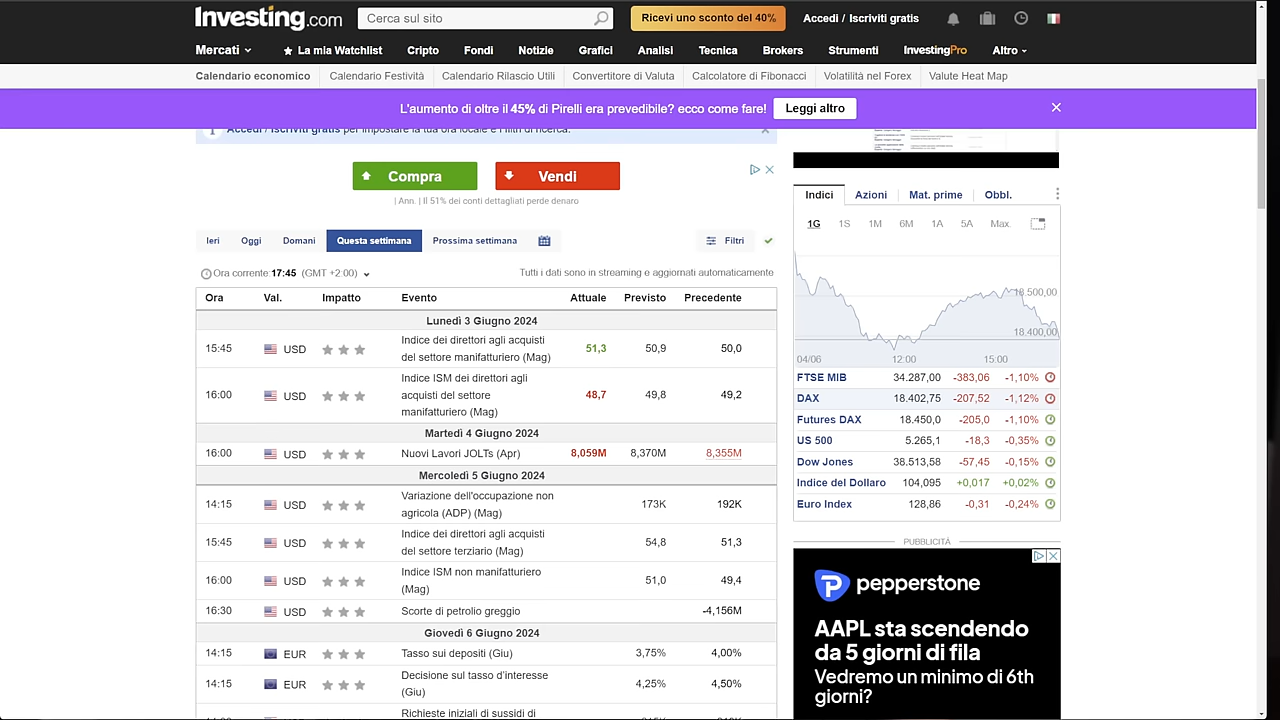 Investing.com
Cerca sul sito
Ricevi uno sconto del 40%
Accedi / Iscriviti gratis
Mercati
La mia Watchlist
Cripto
Fondi
Notizie
Grafici
Analisi
Tecnica
Brokers
Strumenti
InvestingPro
Altro
Calendario economico
Calendario Festività
Calendario Rilascio Utili
Convertitore di Valuta
Calcolatore di Fibonacci
Volatilità nel Forex
Valute Heat Map
L'aumento di oltre il 45% di Pirelli era prevedibile? ecco come fare!
Leggi altro
Accedi / Iscriviti gratis per impostare la tua ora locale e i filtri di ricerca.
Compra
Vendi
| Ann. | Il 51% dei conti dettagliati perde denaro
Ieri
Oggi
Domani
Questa settimana
Prossima settimana
Filtri
Ora corrente: 17:45 (GMT +2:00)
Tutti i dati sono in streaming e aggiornati automaticamente
Ora Val. Impatto Evento Attuale Previsto Precedente
Lunedì 3 Giugno 2024
15:45 USD Indice dei direttori agli acquisti 51,3 50,9 50,0
del settore manifatturiero (Mag)
16:00 USD Indice ISM dei direttori agli 48,7 49,8 49,2
acquisti del settore
manifatturiero (Mag)
Martedì 4 Giugno 2024
16:00 USD Nuovi Lavori JOLTs (Apr) 8,059M 8,370M 8,355M
Mercoledì 5 Giugno 2024
14:15 USD Variazione dell'occupazione non 173K 192K
agricola (ADP) (Mag)
15:45 USD Indice dei direttori agli acquisti 54,8 51,3
del settore terziario (Mag)
16:00 USD Indice ISM non manifatturiero 51,0 49,4
(Mag)
16:30 USD Scorte di petrolio greggio -4,156M
Giovedì 6 Giugno 2024
14:15 EUR Tasso sui depositi (Giu) 3,75% 4,00%
14:15 EUR Decisione sul tasso d'interesse 4,25% 4,50%
(Giu)
Richieste iniziali di sussidi di
Indici
Azioni
Mat. prime
Obbl.
1G 1S 1M 6M 1A 5A Max.
18.500,00
18.400,00
04/06 12:00 15:00
FTSE MIB 34.287,00 -383,06 -1,10%
DAX 18.402,75 -207,52 -1,12%
Futures DAX 18.450,0 -205,0 -1,10%
US 500 5.265,1 -18,3 -0,35%
Dow Jones 38.513,58 -57,45 -0,15%
Indice del Dollaro 104,095 +0,017 +0,02%
Euro Index 128,86 -0,31 -0,24%
PUBBLICITÀ
pepperstone
AAPL sta scendendo
da 5 giorni di fila
Vedremo un minimo di 6th
giorni?